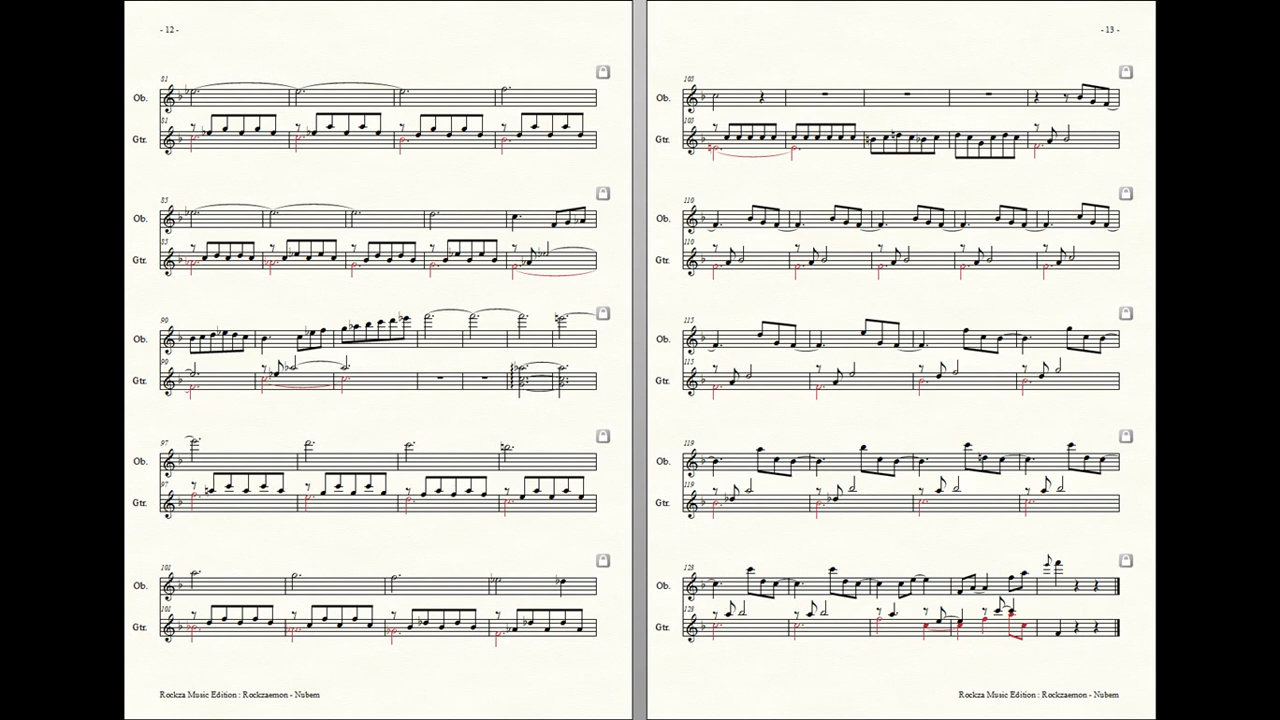 - 12 -
81
Ob.
81
Gtr.
85
Ob.
85
Gtr.
90
Ob.
90
Gtr.
97
Ob.
97
Gtr.
101
Ob.
101
Gtr.
Rockza Music Edition : Rockzaemon - Nubem
- 13 -
105
Ob.
105
Gtr.
110
Ob.
110
Gtr.
115
Ob.
115
Gtr.
119
Ob.
119
Gtr.
123
Ob.
123
Gtr.
Rockza Music Edition : Rockzaemon - Nubem